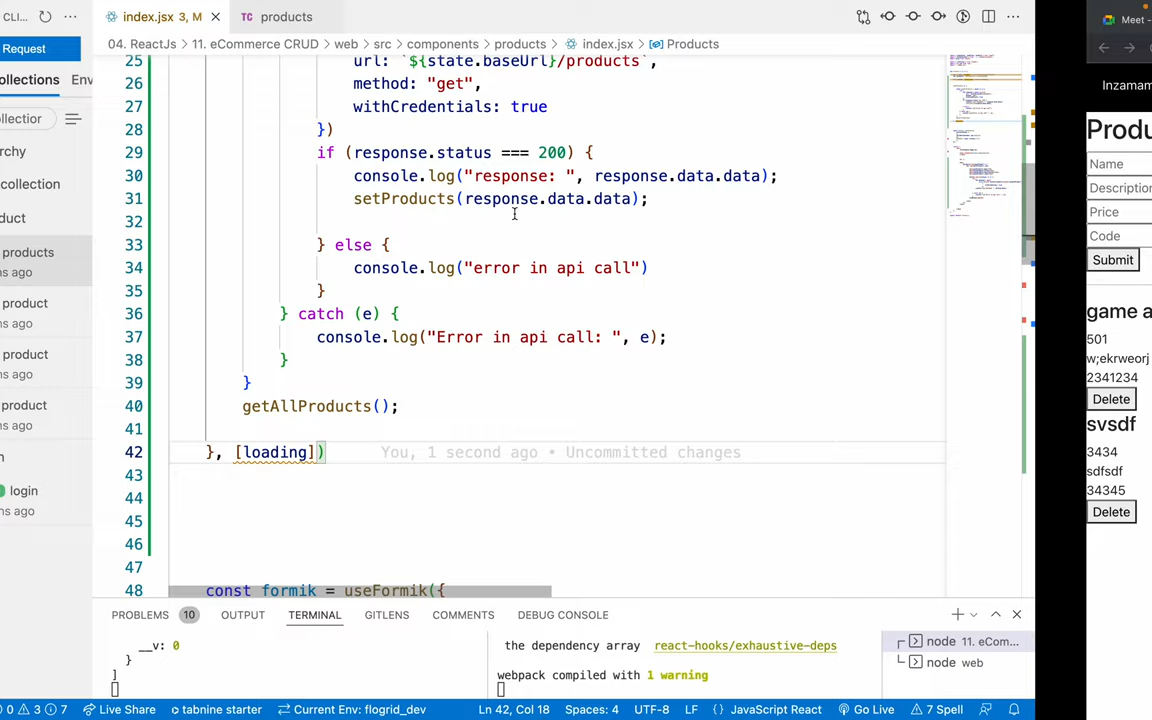 CLI...
index.jsx 3, M
TC products
Meet -
Request
04. ReactJs > 11. eCommerce CRUD > web > src > components > products > index.jsx > Products
ollections Env
ollectior
rchy
collection
duct
products
ns ago
product
ns ago
product
ns ago
product
ns ago
n
login
ns ago
25 url: `${state.baseUrl}/products`,
26 method: "get",
27 withCredentials: true
28 })
29 if (response.status === 200) {
30 console.log("response: ", response.data.data);
31 setProducts(response.data.data);
32
33 } else {
34 console.log("error in api call")
35 }
36 } catch (e) {
37 console.log("Error in api call: ", e);
38 }
39 }
40 getAllProducts();
41
42 }, [loading]) You, 1 second ago • Uncommitted changes
43
44
45
46
47
48 const formik = useFormik({
Inzamam
Produ
Name
Description
Price
Code
Submit
game a
501
w;ekrweorj
2341234
Delete
svsdf
3434
sdfsdf
34345
Delete
PROBLEMS 10 OUTPUT TERMINAL GITLENS COMMENTS DEBUG CONSOLE
__v: 0
}
]
the dependency array react-hooks/exhaustive-deps
webpack compiled with 1 warning
node 11. eCom...
node web
0 3 7 Live Share tabnine starter Current Env: flogrid_dev Ln 42, Col 18 Spaces: 4 UTF-8 LF {} JavaScript React Go Live 7 Spell